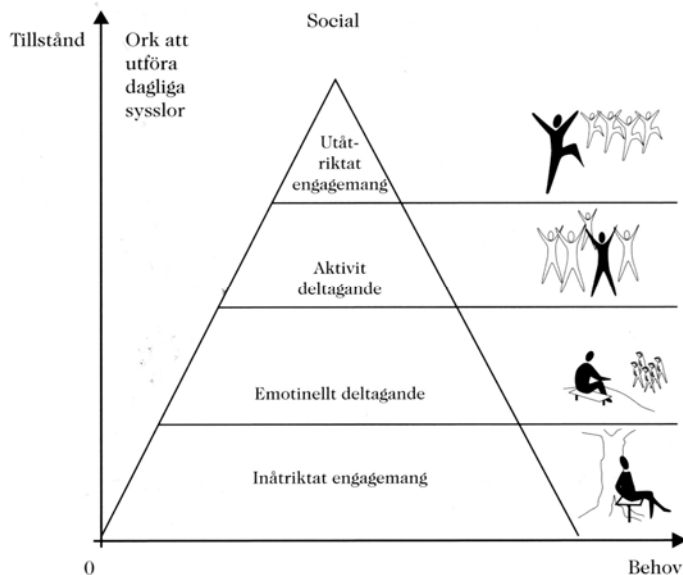 Social
Tillstånd
Ork att
utföra
dagliga
sysslor
Utåt-
riktat
engagemang
Aktivit
deltagande
Emotinellt deltagande
Inåtriktat engagemang
0
Behov